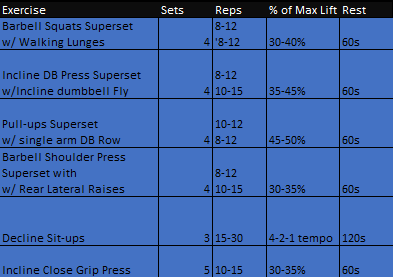 Exercise Sets Reps % of Max Lift Rest
Barbell Squats Superset 8-12
w/ Walking Lunges 4 '8-12 30-40% 60s
Incline DB Press Superset 8-12
w/Incline dumbbell Fly 4 10-15 35-45% 60s
Pull-ups Superset 10-12
w/ single arm DB Row 4 8-12 45-50% 60s
Barbell Shoulder Press
Superset with 8-12
w/ Rear Lateral Raises 4 10-15 30-35% 60s
Decline Sit-ups 3 15-30 4-2-1 tempo 120s
Incline Close Grip Press 5 10-15 30-35% 60s